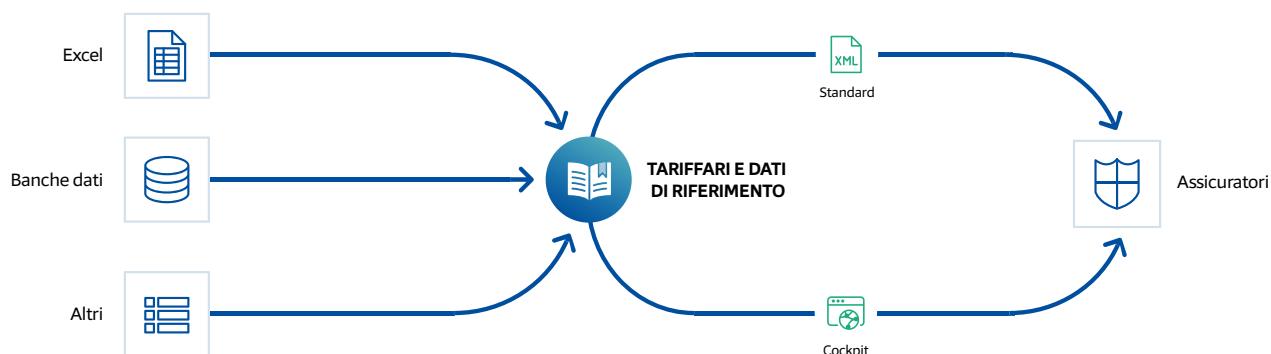 Excel
XML
Standard
Banche dati
TARIFFARI E DATI
DI RIFERIMENTO
Assicuratori
Altri
Cockpit